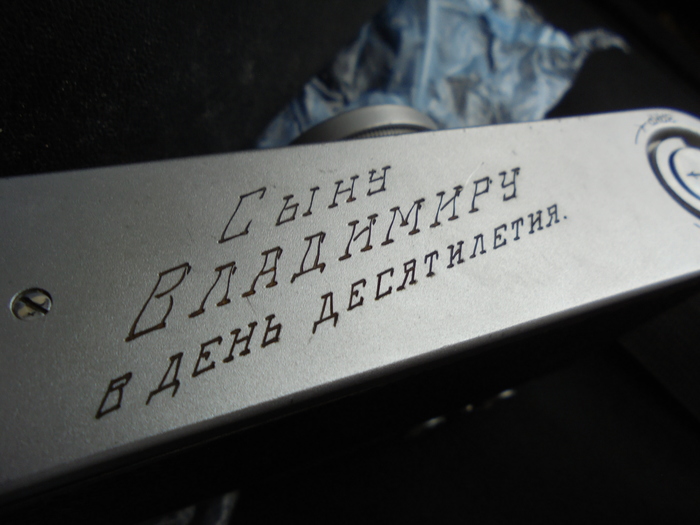 Сыну
Владимиру
в день десятилетия.